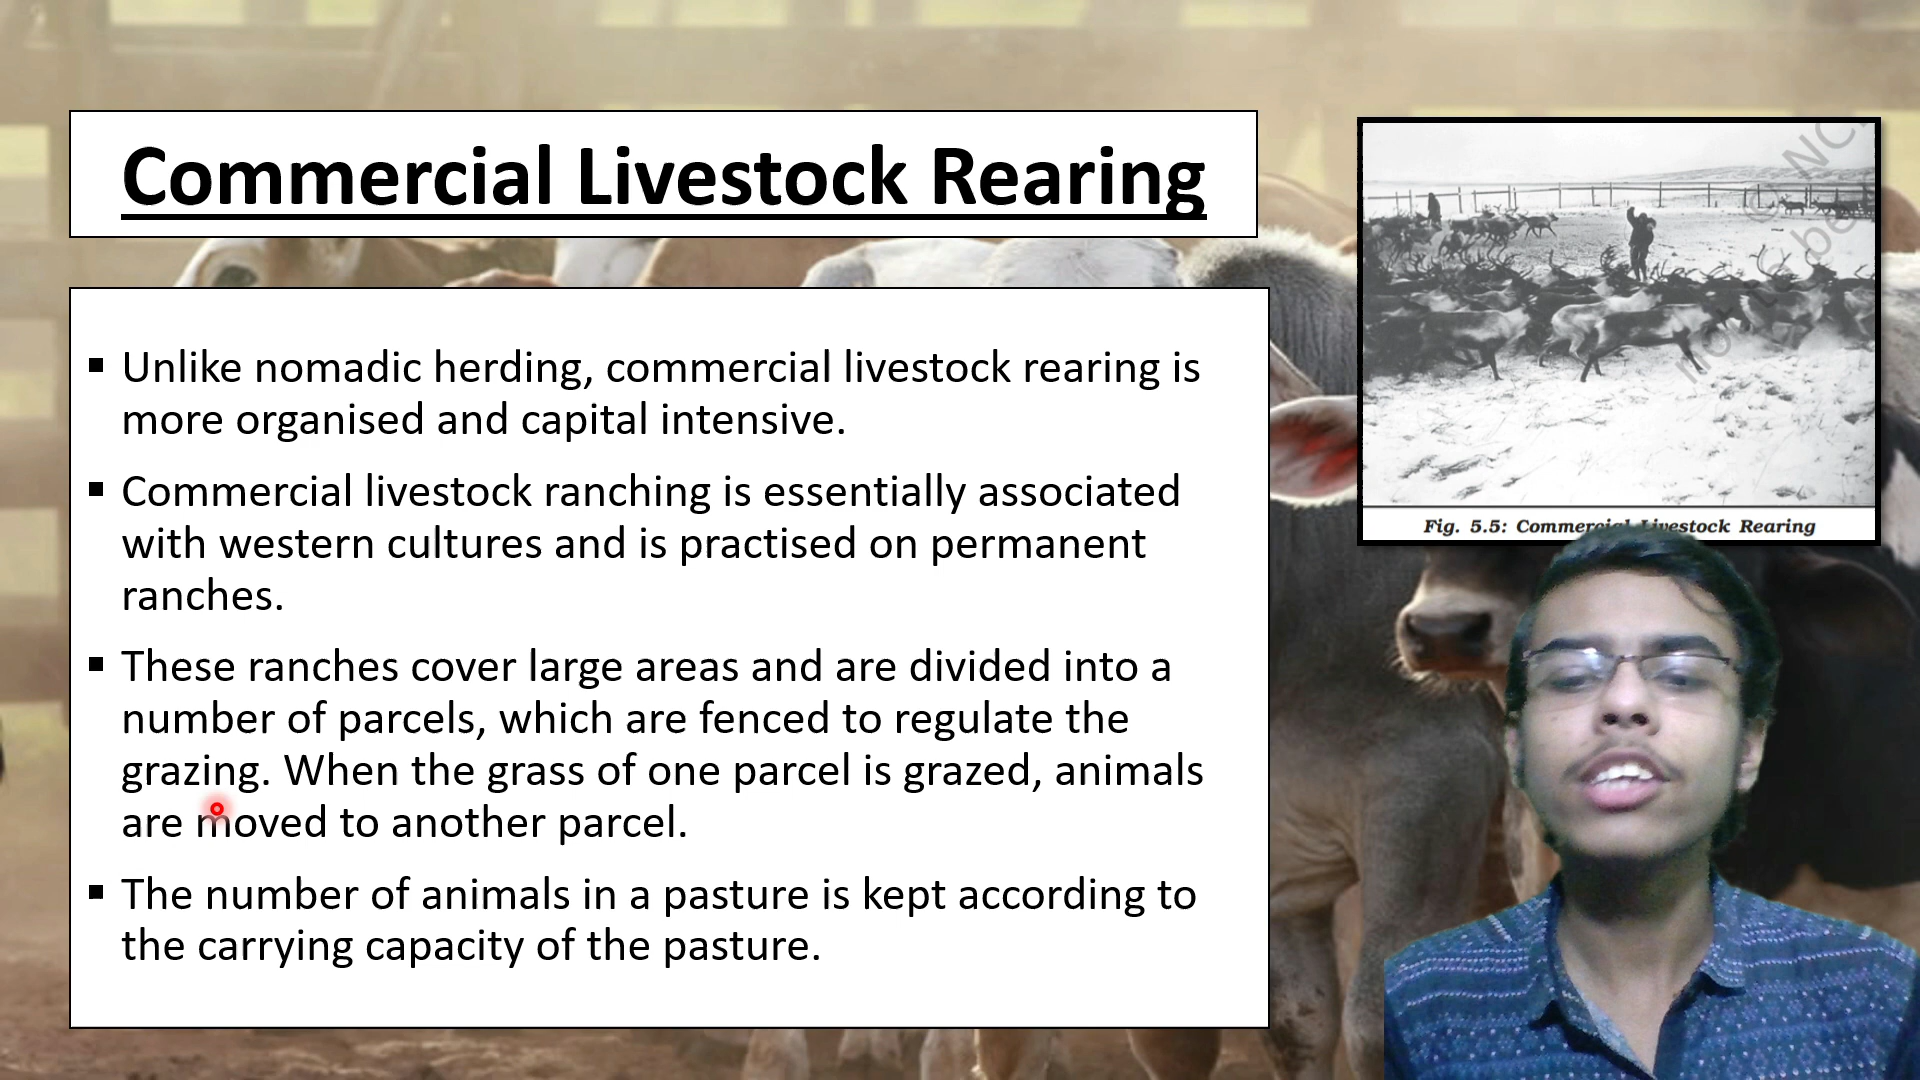 Commercial Livestock Rearing
▪ Unlike nomadic herding, commercial livestock rearing is
more organised and capital intensive.
▪ Commercial livestock ranching is essentially associated
with western cultures and is practised on permanent
ranches.
▪ These ranches cover large areas and are divided into a
number of parcels, which are fenced to regulate the
grazing. When the grass of one parcel is grazed, animals
are moved to another parcel.
▪ The number of animals in a pasture is kept according to
the carrying capacity of the pasture.
Fig. 5.5: Commercial Livestock Rearing